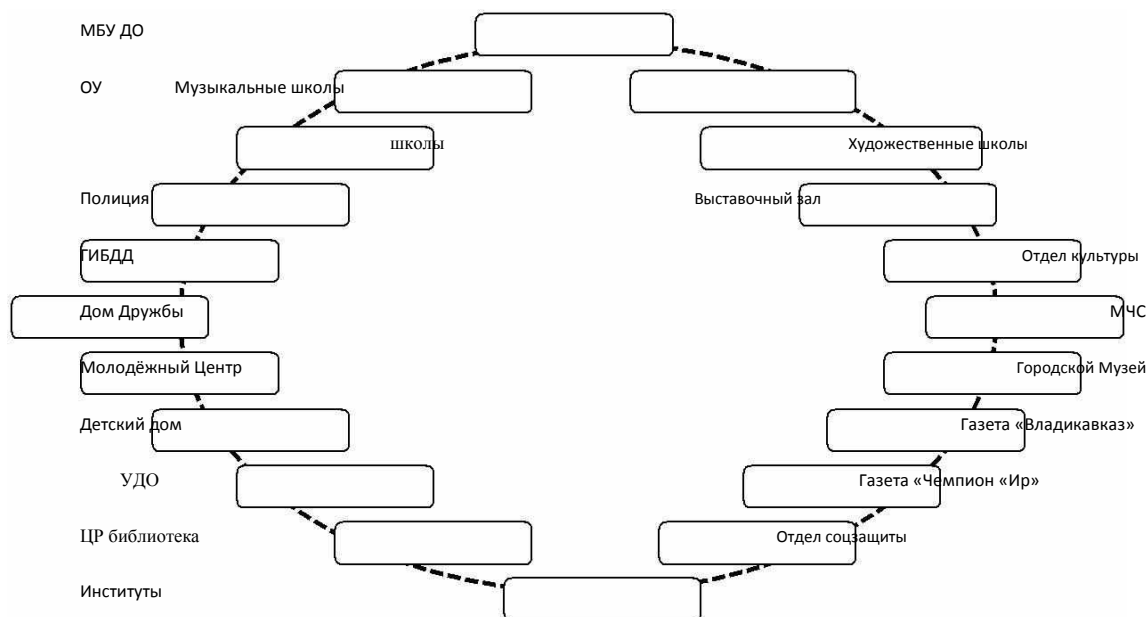 МБУ ДО
ОУ Музыкальные школы
школы Художественные школы
Полиция Выставочный зал
ГИБДД Отдел культуры
Дом Дружбы МЧС
Молодёжный Центр Городской Музей
Детский дом Газета «Владикавказ»
УДО Газета «Чемпион «Ир»
ЦР библиотека Отдел соцзащиты
Институты